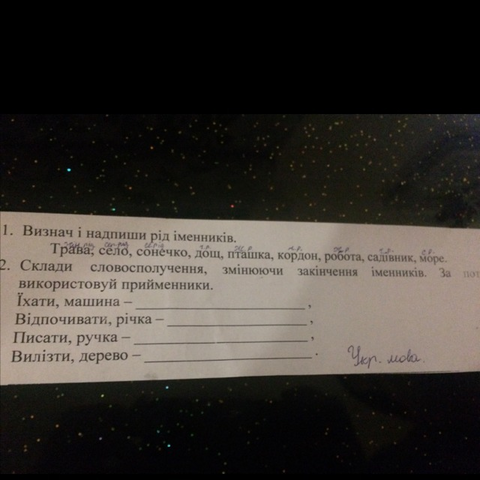 1. Визнач і надпиши рід іменників.
Трава, село, сонечко, дощ, пташка, кордон, робота, садівник, море.
2. Склади словосполучення, змінюючи закінчення іменників. За пот
використовуй прийменники.
Їхати, машина – ,
Відпочивати, річка – ,
Писати, ручка – ,
Вилізти, дерево – .
Укр. мова.